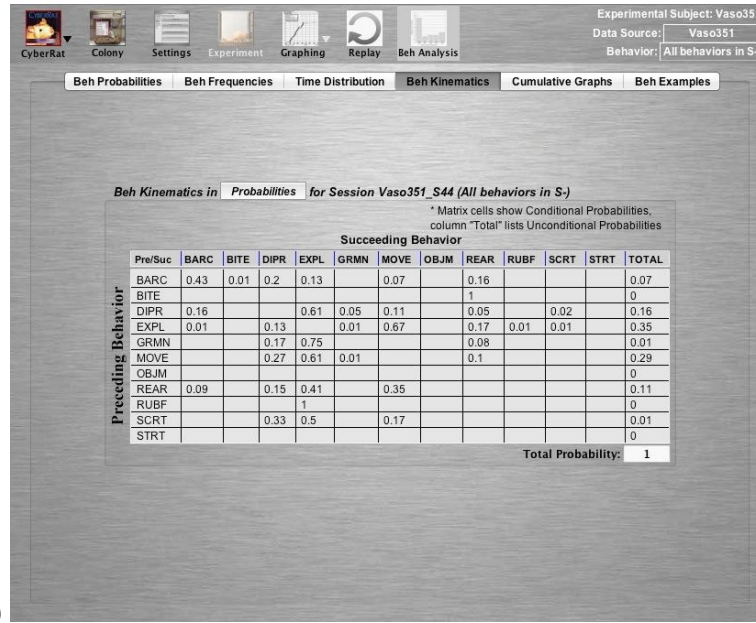 Experimental Subject: Vaso35
Data Source: Vaso351
Behavior: All behaviors in S-
CYBERRAT
CyberRat Colony Settings Experiment Graphing Replay Beh Analysis
Beh Probabilities Beh Frequencies Time Distribution Beh Kinematics Cumulative Graphs Beh Examples
Beh Kinematics in Probabilities for Session Vaso351_S44 (All behaviors in S-)
* Matrix cells show Conditional Probabilities,
column "Total" lists Unconditional Probabilities
Succeeding Behavior
Preceding Behavior
Pre/Suc BARC BITE DIPR EXPL GRMN MOVE OBJM REAR RUBF SCRT STRT TOTAL
BARC 0.43 0.01 0.2 0.13 0.07 0.16 0.07
BITE 1 0
DIPR 0.16 0.61 0.05 0.11 0.05 0.02 0.16
EXPL 0.01 0.13 0.01 0.67 0.17 0.01 0.01 0.35
GRMN 0.17 0.75 0.08 0.01
MOVE 0.27 0.61 0.01 0.1 0.29
OBJM 0
REAR 0.09 0.15 0.41 0.35 0.11
RUBF 1 0
SCRT 0.33 0.5 0.17 0.01
STRT 0
Total Probability: 1
)